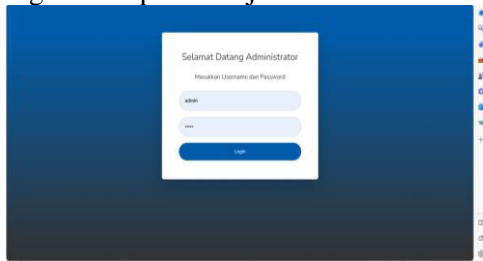 Selamat Datang Administrator
Masukkan Username dan Password
admin
••••
Login